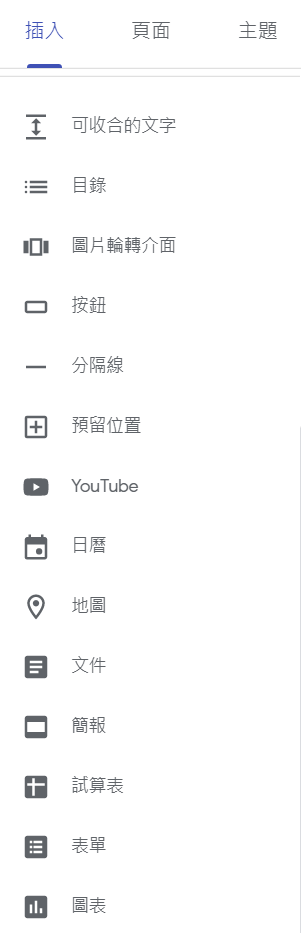 插入 頁面 主題
可收合的文字
目錄
圖片輪轉介面
按鈕
分隔線
預留位置
YouTube
日曆
地圖
文件
簡報
試算表
表單
圖表